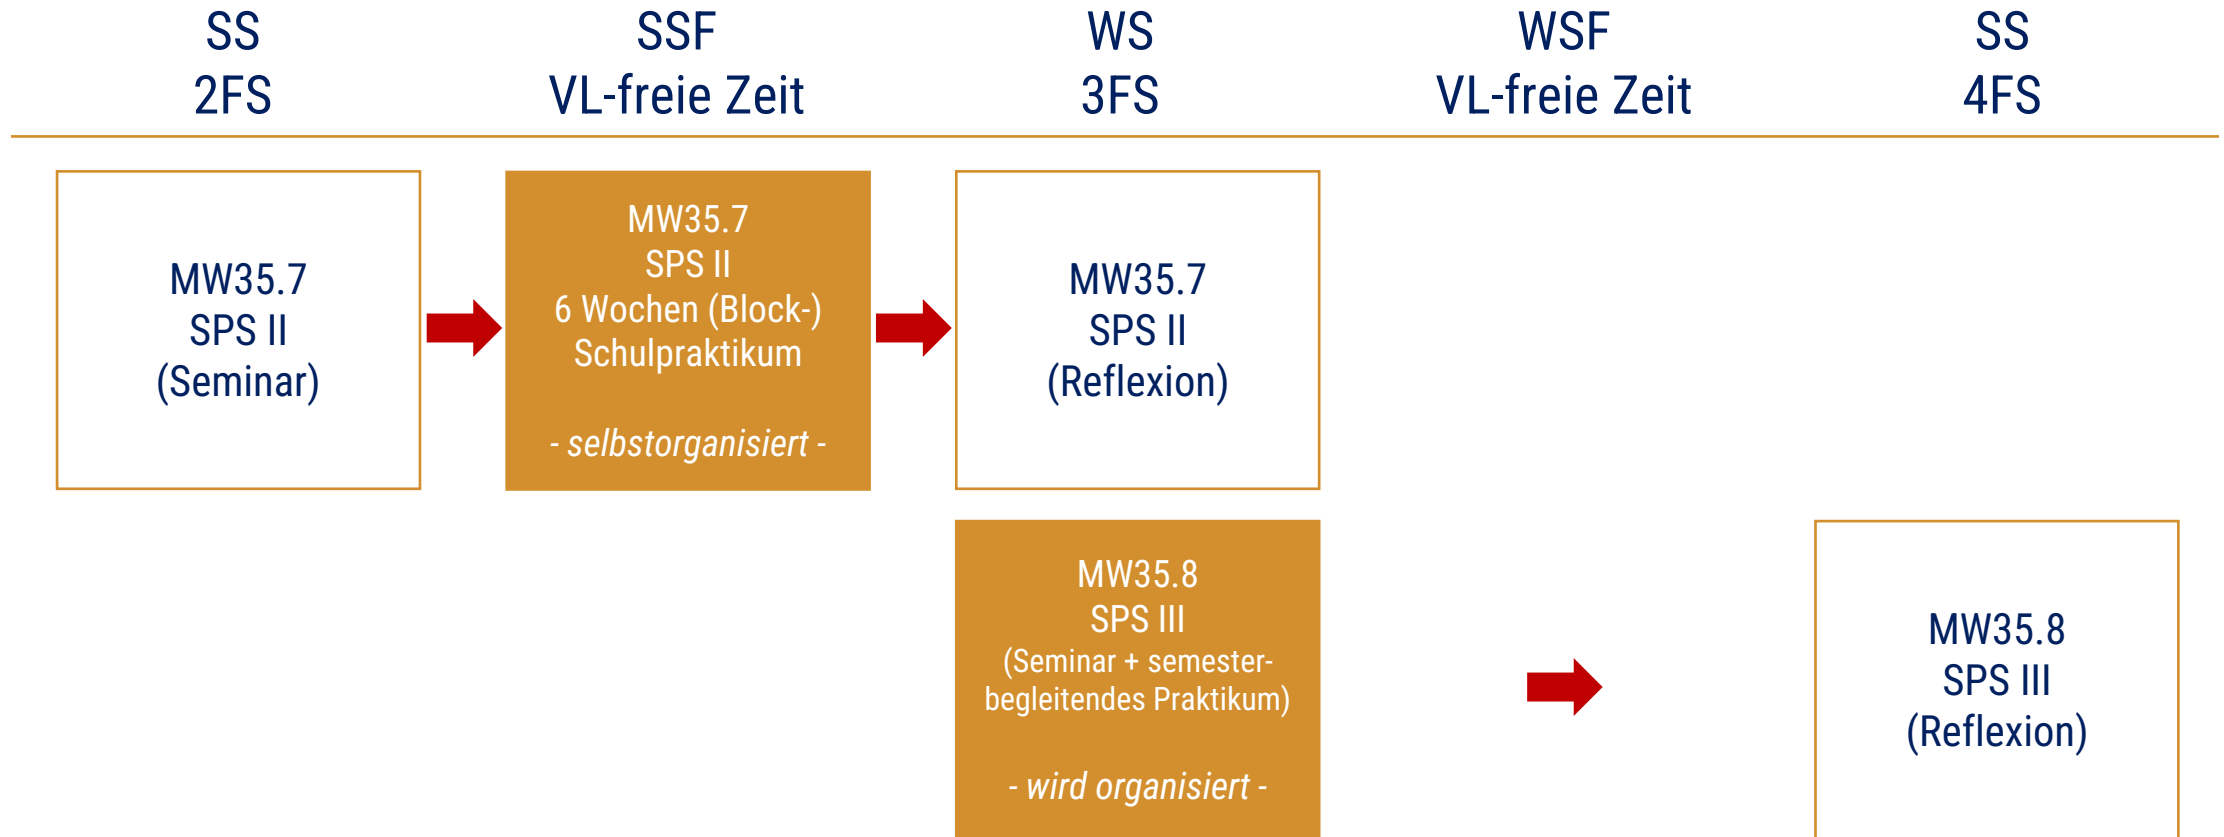 SS
2FS
SSF
VL-freie Zeit
WS
3FS
WSF
VL-freie Zeit
SS
4FS
MW35.7
SPS II
(Seminar)
MW35.7
SPS II
6 Wochen (Block-)
Schulpraktikum
- selbstorganisiert -
MW35.7
SPS II
(Reflexion)
MW35.8
SPS III
(Seminar + semester-
begleitendes Praktikum)
- wird organisiert -
MW35.8
SPS III
(Reflexion)